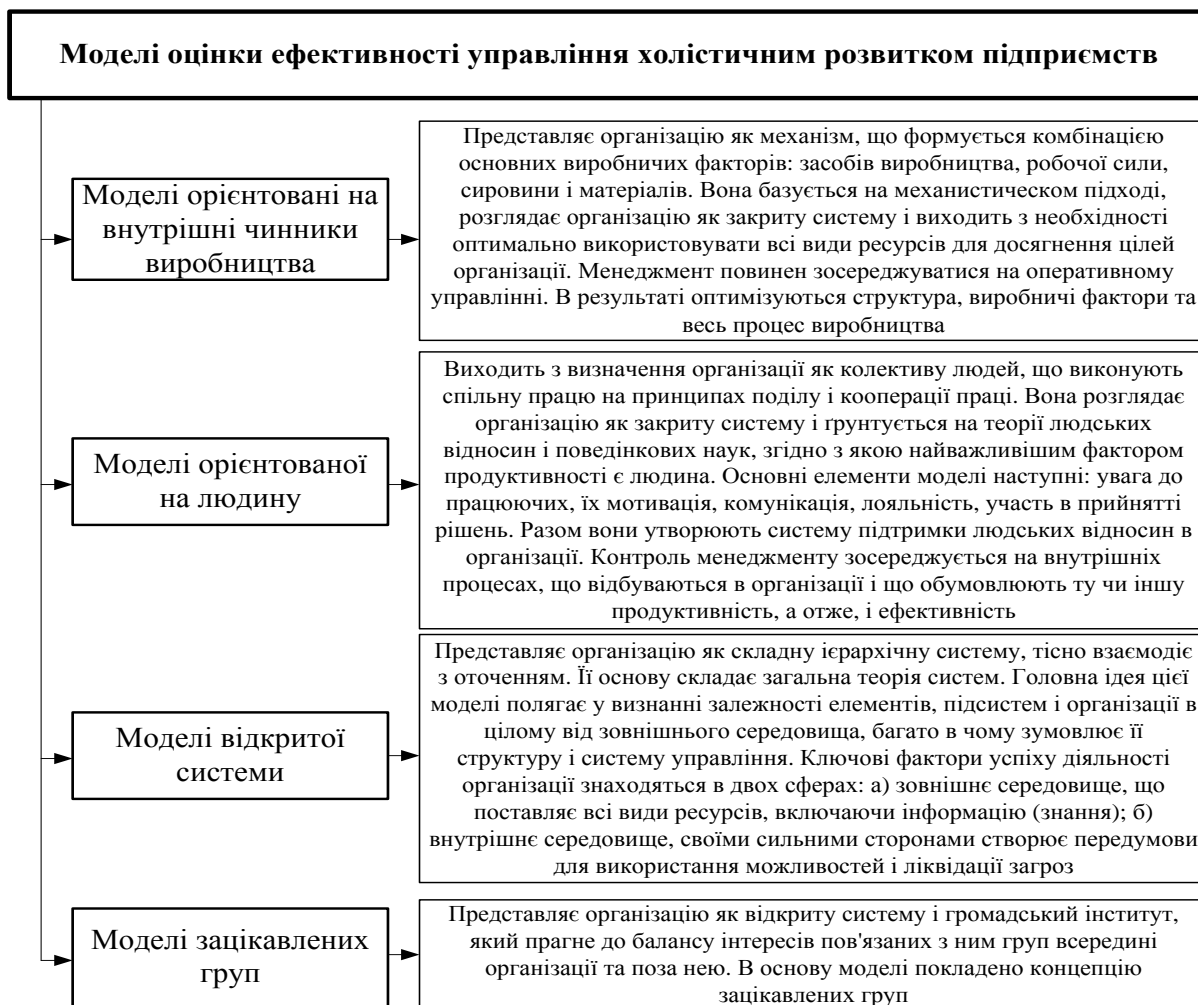 Моделі оцінки ефективності управління холістичним розвитком підприємств
Моделі орієнтовані на
внутрішні чинники
виробництва
Представляє організацію як механізм, що формується комбінацією
основних виробничих факторів: засобів виробництва, робочої сили,
сировини і матеріалів. Вона базується на механистическом підході,
розглядає організацію як закриту систему і виходить з необхідності
оптимально використовувати всі види ресурсів для досягнення цілей
організації. Менеджмент повинен зосереджуватися на оперативному
управлінні. В результаті оптимізуються структура, виробничі фактори та
весь процес виробництва
Моделі орієнтованої
на людину
Виходить з визначення організації як колективу людей, що виконують
спільну працю на принципах поділу і кооперації праці. Вона розглядає
організацію як закриту систему і ґрунтується на теорії людських
відносин і поведінкових наук, згідно з якою найважливішим фактором
продуктивності є людина. Основні елементи моделі наступні: увага до
працюючих, їх мотивація, комунікація, лояльність, участь в прийнятті
рішень. Разом вони утворюють систему підтримки людських відносин в
організації. Контроль менеджменту зосереджується на внутрішніх
процесах, що відбуваються в організації і що обумовлюють ту чи іншу
продуктивність, а отже, і ефективність
Моделі відкритої
системи
Представляє організацію як складну ієрархічну систему, тісно взаємодіє
з оточенням. Її основу складає загальна теорія систем. Головна ідея цієї
моделі полягає у визнанні залежності елементів, підсистем і організації в
цілому від зовнішнього середовища, багато в чому зумовлює її
структуру і систему управління. Ключові фактори успіху діяльності
організації знаходяться в двох сферах: а) зовнішнє середовище, що
поставляє всі види ресурсів, включаючи інформацію (знання); б)
внутрішнє середовище, своїми сильними сторонами створює передумови
для використання можливостей і ліквідації загроз
Моделі зацікавлених
груп
Представляє організацію як відкриту систему і громадський інститут,
який прагне до балансу інтересів пов'язаних з ним груп всередині
організації та поза нею. В основу моделі покладено концепцію
зацікавлених груп